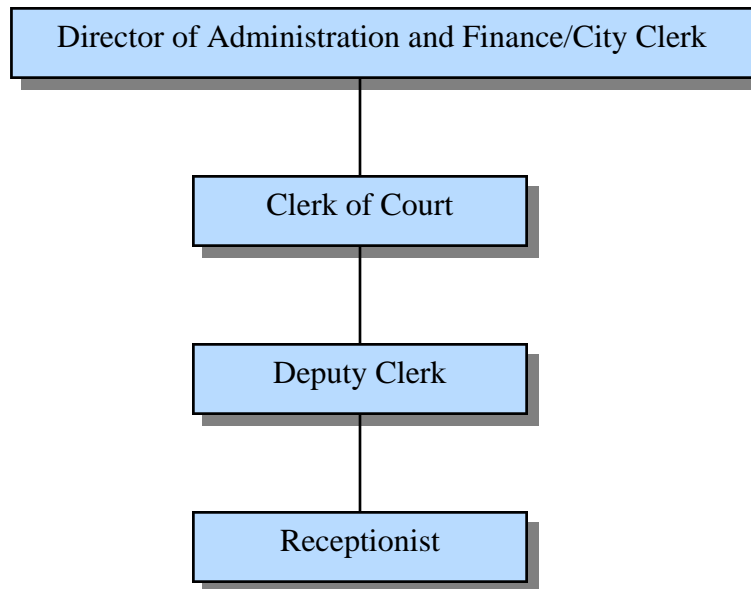 Director of Administration and Finance/City Clerk
Clerk of Court
Deputy Clerk
Receptionist